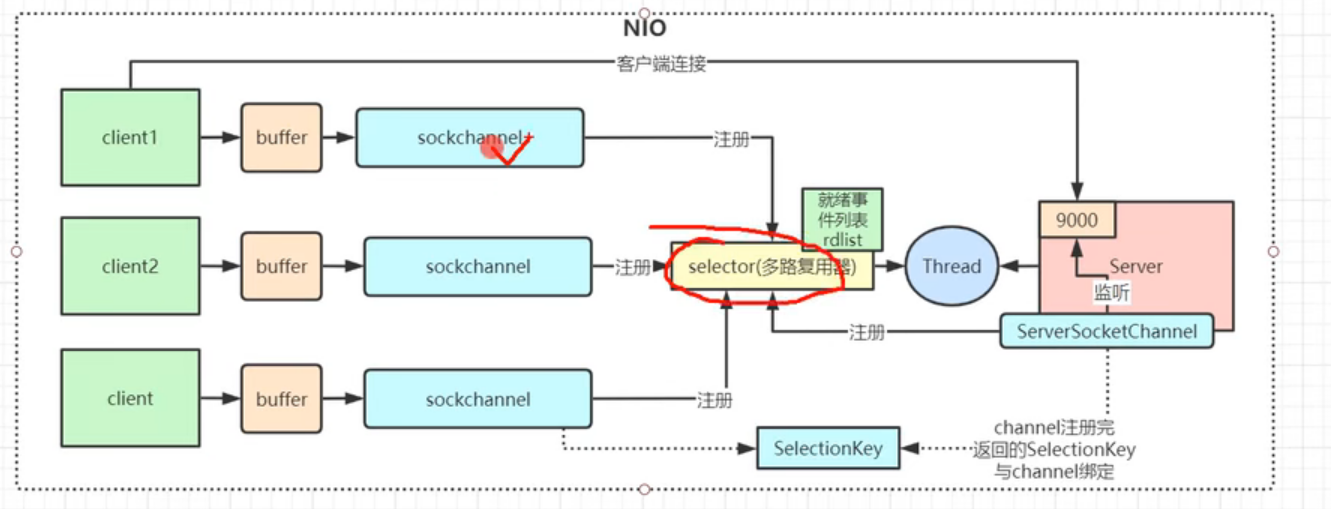 NIO
客户端连接
client1
buffer
sockchannel
注册
就绪事
件列表
rdlist
9000
client2
buffer
sockchannel
注册
selector(多路复用器)
Thread
Server
监听
注册
ServerSocketChannel
client
buffer
sockchannel
注册
SelectionKey
channel注册完
返回的SelectionKey
与channel绑定